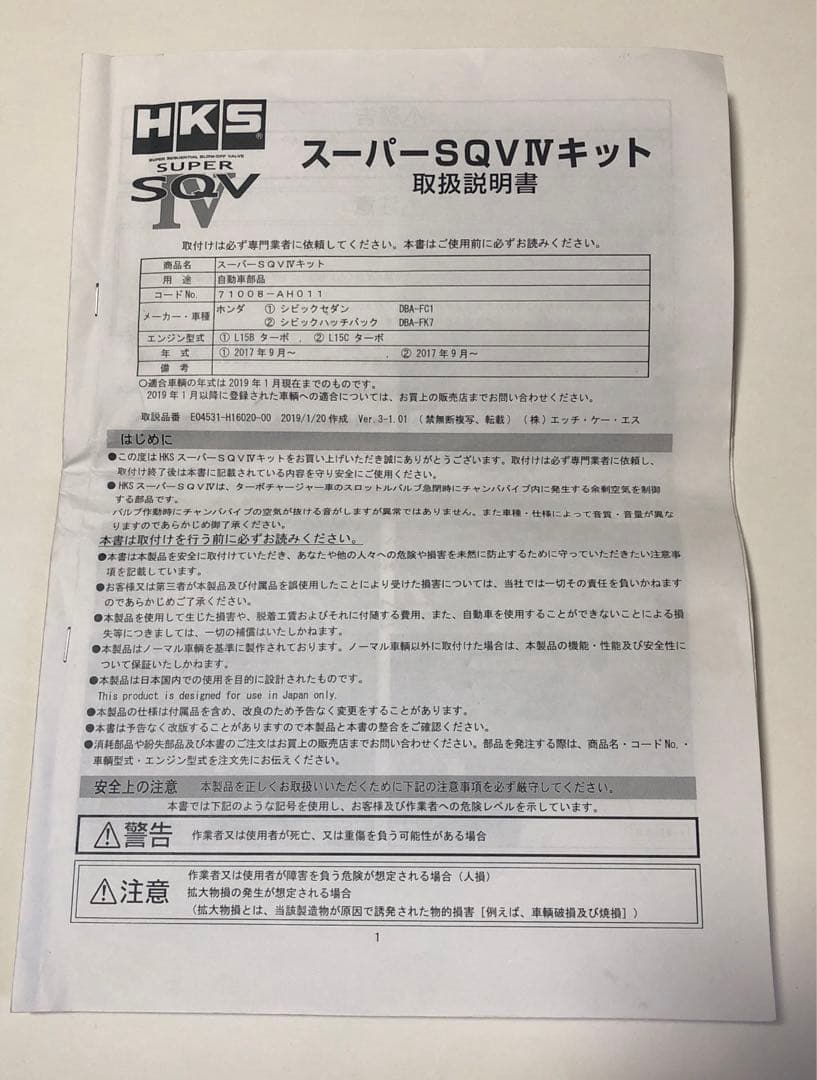 HKS®
SUPER SEQUENTIAL BLOW-OFF VALVE
SUPER
SQV
IV
スーパーSQVⅣキット
取扱説明書
取付けは必ず専門業者に依頼してください。本書はご使用前に必ずお読みください。
商品名 スーパーSQVⅣキット
用 途 自動車部品
コードNo. 71008-AH011
メーカー・車種 ホンダ ① シビックセダン DBA-FC1
② シビックハッチバック DBA-FK7
エンジン型式 ① L15B ターボ , ② L15C ターボ
年 式 ① 2017年9月〜 , ② 2017年9月〜
備 考
○適合車輌の年式は2019年1月現在までのものです。
2019年1月以降に登録された車輌への適合については、お買上の販売店までお問い合わせください。
取説品番 E04531-H16020-00 2019/1/20作成 Ver.3-1.01 (禁無断複写、転載) (株)エッチ・ケー・エス
はじめに
●この度はHKSスーパーSQVⅣキットをお買い上げいただき誠にありがとうございます。取付けは必ず専門業者に依頼し、
取付け終了後は本書に記載されている内容を守り安全にご使用ください。
●HKSスーパーSQVⅣは、ターボチャージャー車のスロットルバルブ急閉時にチャンバパイプ内に発生する余剰空気を制御
する部品です。
バルブ作動時にチャンバパイプの空気が抜ける音がしますが異常ではありません。また車種・仕様によって音質・音量が異な
りますのであらかじめ御了承ください。
本書は取付けを行う前に必ずお読みください。
●本書は本製品を安全に取付けていただき、あなたや他の人々への危険や損害を未然に防止するために守っていただきたい注意事
項を記載しています。
●お客様又は第三者が本製品及び付属品を誤使用したことにより受けた損害については、当社では一切その責任を負いかねます
のであらかじめご了承ください。
●本製品を使用して生じた損害や、脱着工賃およびそれに付随する費用、また、自動車を使用することができないことによる損
失等につきましては、一切の補償はいたしかねます。
●本製品はノーマル車輌を基準に製作されております。ノーマル車輌以外に取付けた場合は、本製品の機能・性能及び安全性に
ついて保証いたしかねます。
●本製品は日本国内での使用を目的に設計されたものです。
This product is designed for use in Japan only.
●本製品の仕様は付属品を含め、改良のため予告なく変更をすることがあります。
●本書は予告なく改版することがありますので本製品と本書の整合をご確認ください。
●消耗部品や紛失部品及び本書のご注文はお買上の販売店までお問い合わせください。部品を発注する際は、商品名・コードNo.・
車輌型式・エンジン型式を注文先にお伝えください。
安全上の注意 本製品を正しくお取扱いいただくために下記の注意事項を必ず厳守してください。
本書では下記のような記号を使用し、お客様及び作業者への危険レベルを示しています。
⚠警告 作業者又は使用者が死亡、又は重傷を負う可能性がある場合
⚠注意 作業者又は使用者が障害を負う危険が想定される場合(人損)
拡大物損の発生が想定される場合
(拡大物損とは、当該製造物が原因で誘発された物的損害[例えば、車輌破損及び焼損])
1